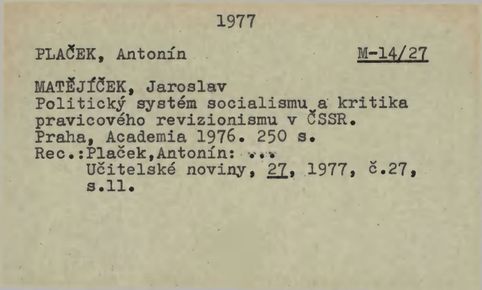 1977
PLAČEK, Antonín M-14/27
MATĚJÍČEK, Jaroslav
Politický systém socialismu a kritika
pravicového revizionismu v ČSSR.
Praha, Academia 1976. 250 s.
Rec.:Plaček,Antonín: ...
Učitelské noviny, 27, 1977, č.27,
s.11.